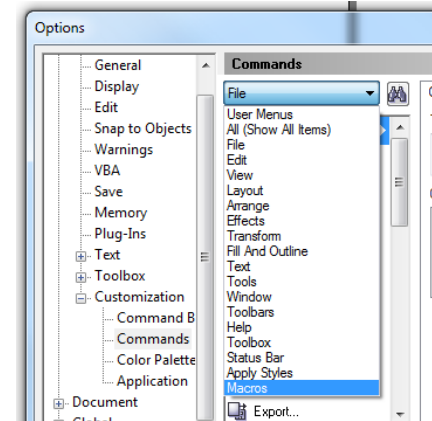 Options
General
Display
Edit
Snap to Objects
Warnings
VBA
Save
Memory
Plug-Ins
Text
Toolbox
Customization
Command B
Commands
Color Palette
Application
Document
Commands
File
User Menus
All (Show All Items)
File
Edit
View
Layout
Arrange
Effects
Transform
Fill And Outline
Text
Tools
Window
Toolbars
Help
Toolbox
Status Bar
Apply Styles
Macros
Export...